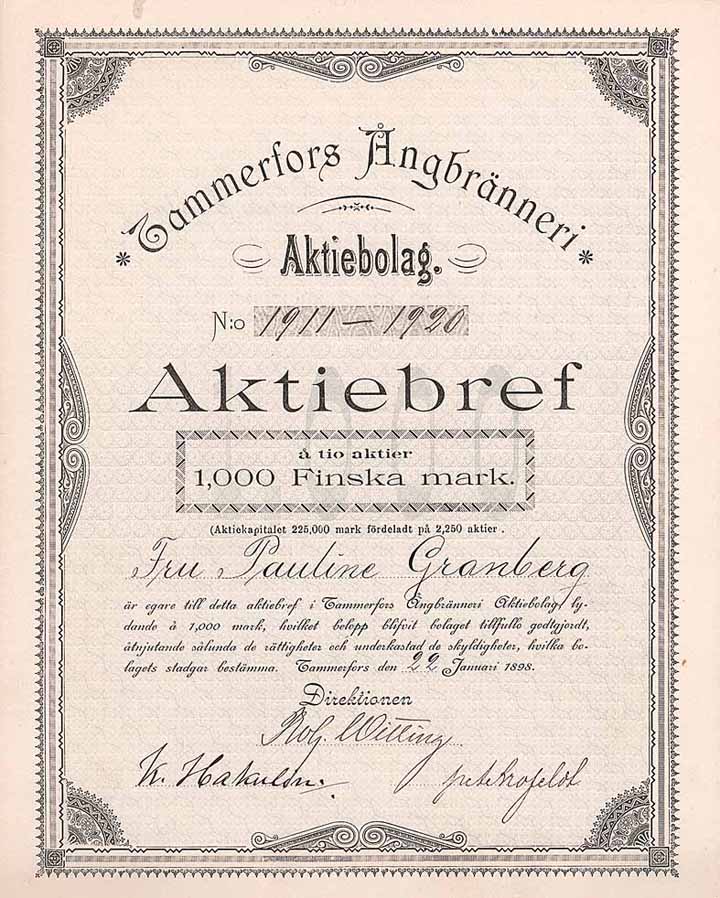 Tammerfors Ångbränneri
Aktiebolag.
N:o 1911 – 1920
Aktiebref
à tio aktier
1,000 Finska mark.
(Aktiekapitalet 225,000 mark fördeladt på 2,250 aktier.
Fru Pauline Granberg
är egare till detta aktiebref i Tammerfors Ångbränneri Aktiebolag, ly-
dande å 1,000 mark, hvilket belopp blifvit bolaget tillfullo godtgjordt,
åtnjutande sålunda de rättigheter och underkastad de skyldigheter, hvilka bo-
lagets stadgar bestämma. Tammerfors den 22 Januari 1898.
Direktionen
Witting
K.